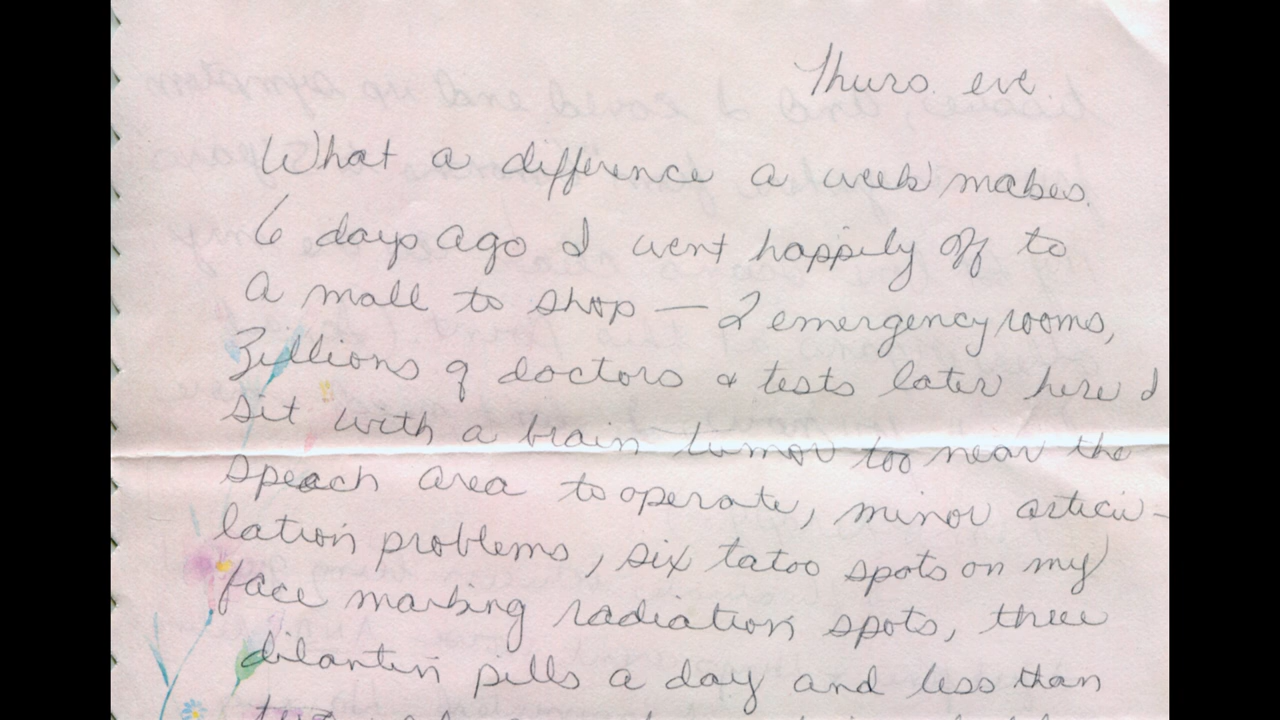 Thurs. eve.
What a difference a week makes.
6 days ago I went happily off to
a mall to shop — 2 emergency rooms,
Zillions of doctors & tests later here I
sit with a brain tumor too near the
speach area to operate, minor articu-
lation problems, six tatoo spots on my
face marking radiation spots, three
dilantin pills a day and less than